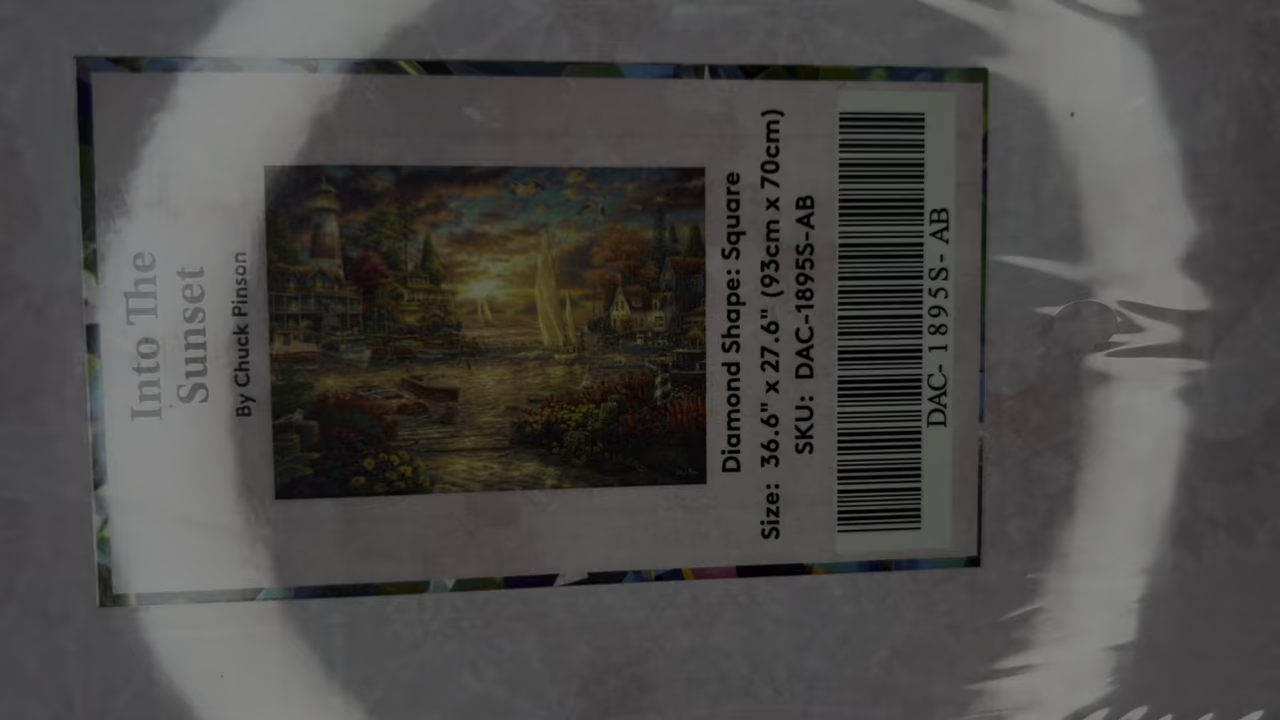 Into The
Sunset
By Chuck Pinson
Diamond Shape: Square
Size: 36.6" x 27.6" (93cm x 70cm)
SKU: DAC-1895S-AB
DAC- 1895S- AB